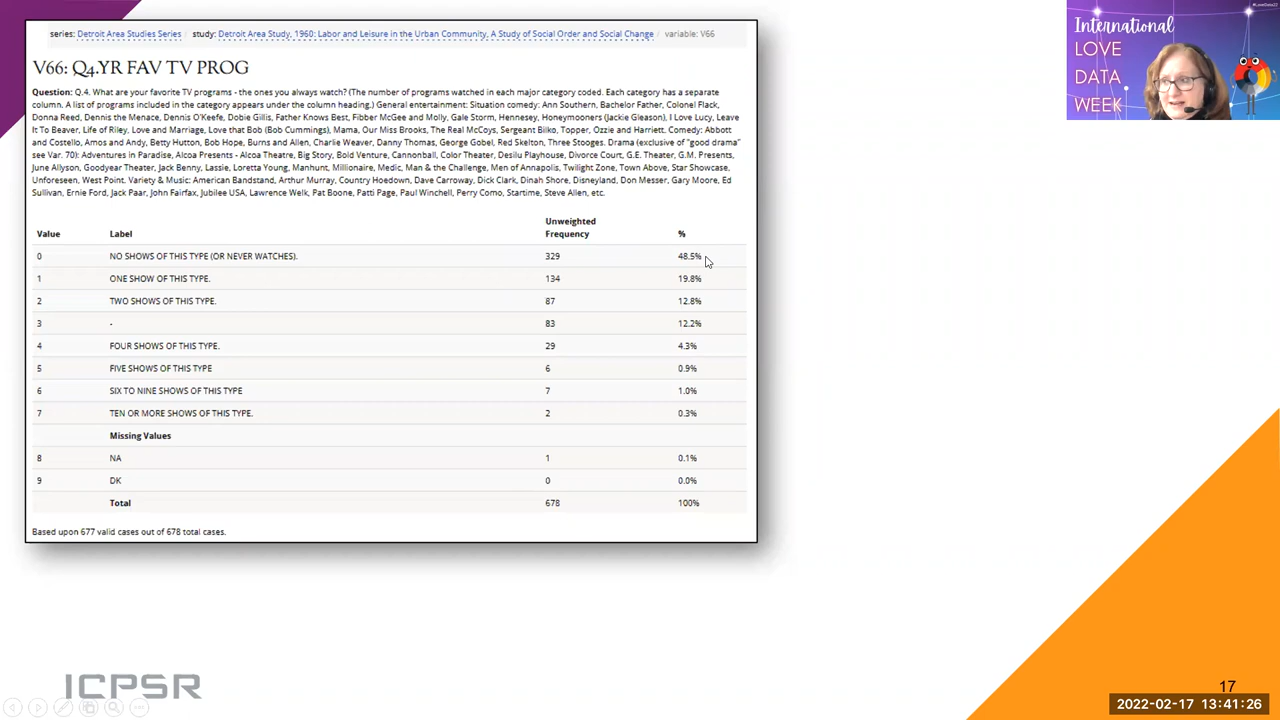 series: Detroit Area Studies Series / study: Detroit Area Study, 1960: Labor and Leisure in the Urban Community, A Study of Social Order and Social Change / variable: V66
V66: Q4.YR FAV TV PROG
Question: Q.4. What are your favorite TV programs - the ones you always watch? (The number of programs watched in each major category coded. Each category has a separate
column. A list of programs included in the category appears under the column heading.) General entertainment: Situation comedy: Ann Southern, Bachelor Father, Colonel Flack,
Donna Reed, Dennis the Menace, Dennis O'Keefe, Dobie Gillis, Father Knows Best, Fibber McGee and Molly, Gale Storm, Hennesey, Honeymooners (Jackie Gleason), I Love Lucy, Leave
It To Beaver, Life of Riley, Love and Marriage, Love that Bob (Bob Cummings), Mama, Our Miss Brooks, The Real McCoys, Sergeant Bilko, Topper, Ozzie and Harriett. Comedy: Abbott
and Costello, Amos and Andy, Betty Hutton, Bob Hope, Burns and Allen, Charlie Weaver, Danny Thomas, George Gobel, Red Skelton, Three Stooges. Drama (exclusive of "good drama"
see Var. 70): Adventures in Paradise, Alcoa Presents - Alcoa Theatre, Big Story, Bold Venture, Cannonball, Color Theater, Desilu Playhouse, Divorce Court, G.E. Theater, G.M. Presents,
June Allyson, Goodyear Theater, Jack Benny, Lassie, Loretta Young, Manhunt, Millionaire, Medic, Man & the Challenge, Men of Annapolis, Twilight Zone, Town Above, Star Showcase,
Unforeseen, West Point. Variety & Music: American Bandstand, Arthur Murray, Country Hoedown, Dave Carroway, Dick Clark, Dinah Shore, Disneyland, Don Messer, Gary Moore, Ed
Sullivan, Ernie Ford, Jack Paar, John Fairfax, Jubilee USA, Lawrence Welk, Pat Boone, Patti Page, Paul Winchell, Perry Como, Startime, Steve Allen, etc.
Value Label Unweighted Frequency %
0 NO SHOWS OF THIS TYPE (OR NEVER WATCHES). 329 48.5%
1 ONE SHOW OF THIS TYPE. 134 19.8%
2 TWO SHOWS OF THIS TYPE. 87 12.8%
3 - 83 12.2%
4 FOUR SHOWS OF THIS TYPE. 29 4.3%
5 FIVE SHOWS OF THIS TYPE 6 0.9%
6 SIX TO NINE SHOWS OF THIS TYPE 7 1.0%
7 TEN OR MORE SHOWS OF THIS TYPE. 2 0.3%
Missing Values
8 NA 1 0.1%
9 DK 0 0.0%
Total 678 100%
Based upon 677 valid cases out of 678 total cases.
International
LOVE
DATA
WEEK
ICPSR
17
2022-02-17 13:41:26